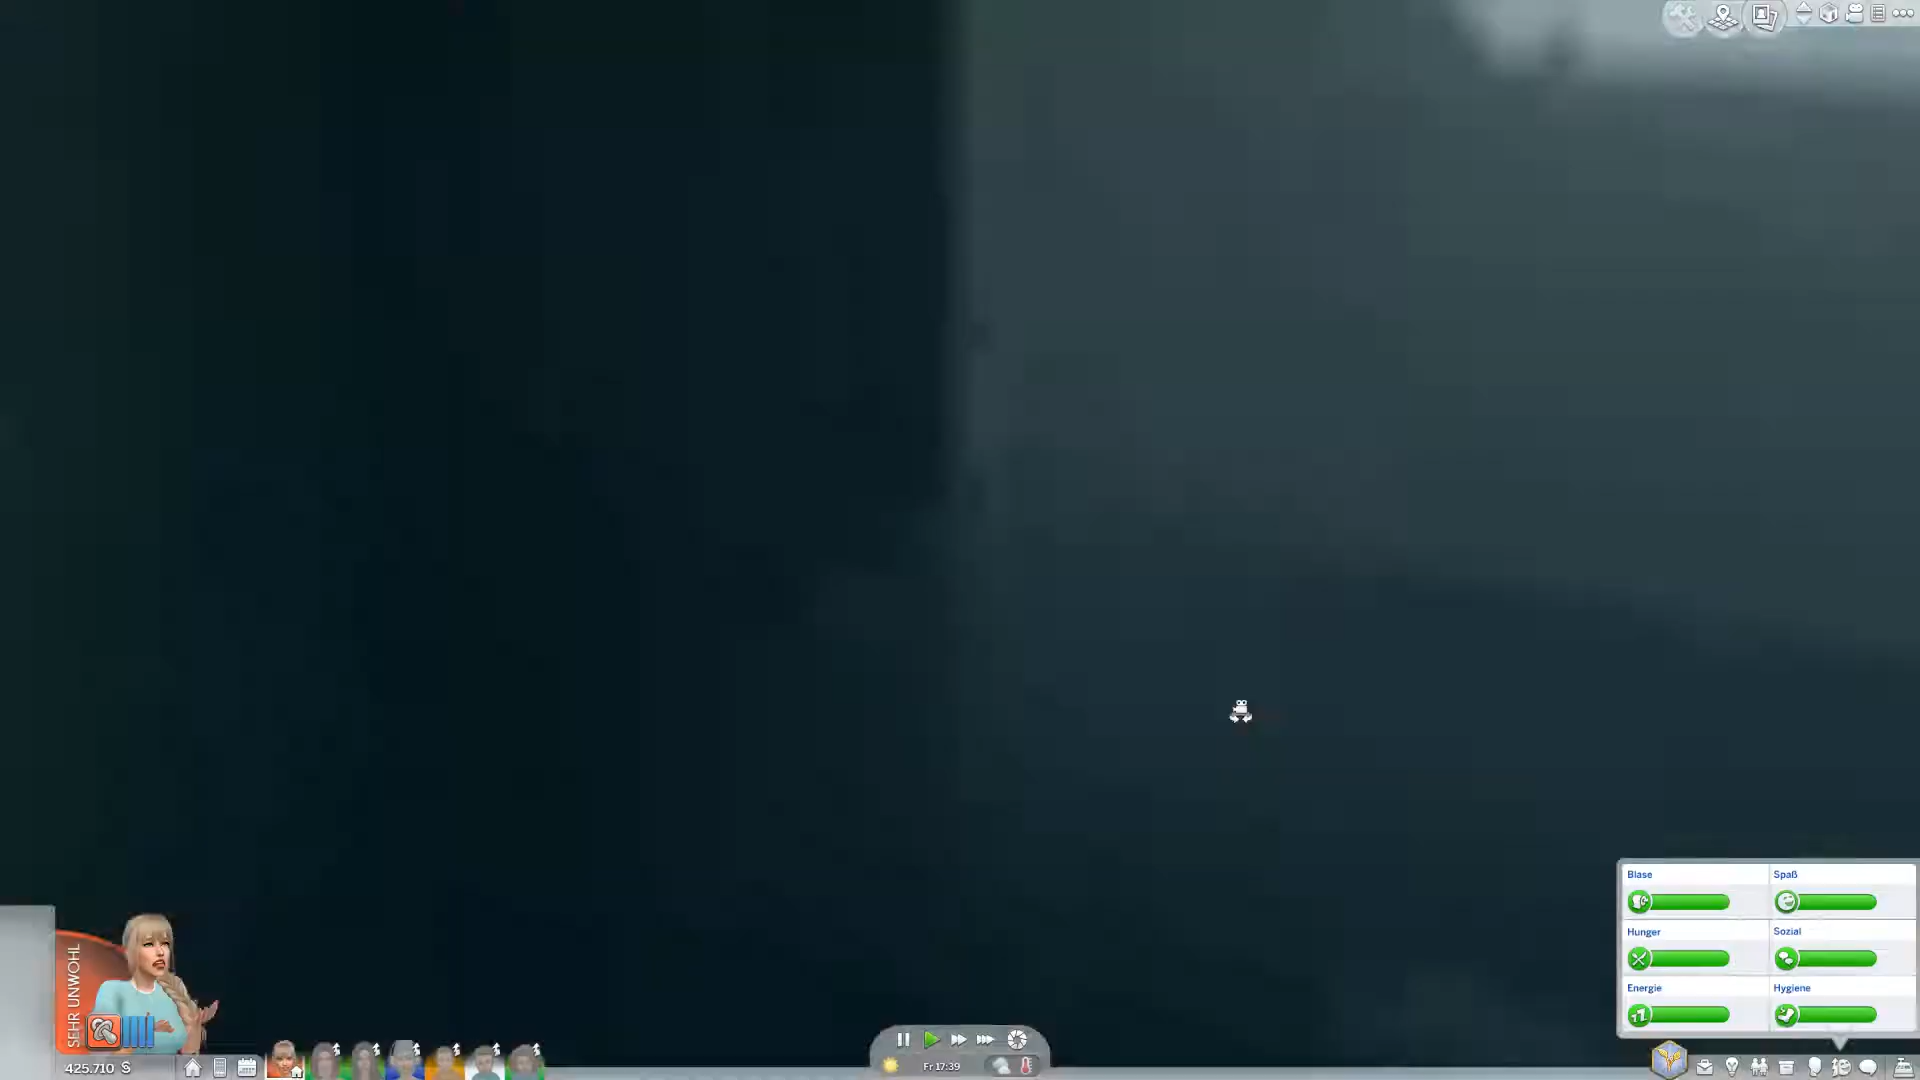 Blase
Spaß
Hunger
Sozial
Energie
Hygiene
SEHR UNWOHL
425.710 §
Fr 17:39